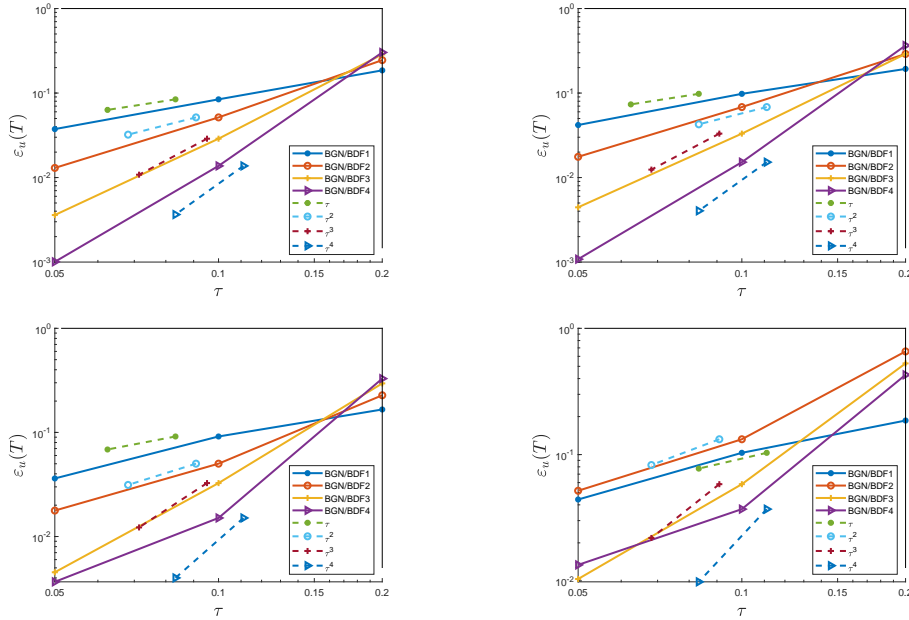 10^0
10^-1
10^-2
10^-3
ε_u(T)
0.05
0.1
0.15
0.2
τ
BGN/BDF1
BGN/BDF2
BGN/BDF3
BGN/BDF4
τ
τ^2
τ^3
τ^4
10^0
10^-1
10^-2
10^-3
ε_u(T)
0.05
0.1
0.15
0.2
τ
BGN/BDF1
BGN/BDF2
BGN/BDF3
BGN/BDF4
τ
τ^2
τ^3
τ^4
10^0
10^-1
10^-2
ε_u(T)
0.05
0.1
0.15
0.2
τ
BGN/BDF1
BGN/BDF2
BGN/BDF3
BGN/BDF4
τ
τ^2
τ^3
τ^4
10^0
10^-1
10^-2
ε_u(T)
0.05
0.1
0.15
0.2
τ
BGN/BDF1
BGN/BDF2
BGN/BDF3
BGN/BDF4
τ
τ^2
τ^3
τ^4